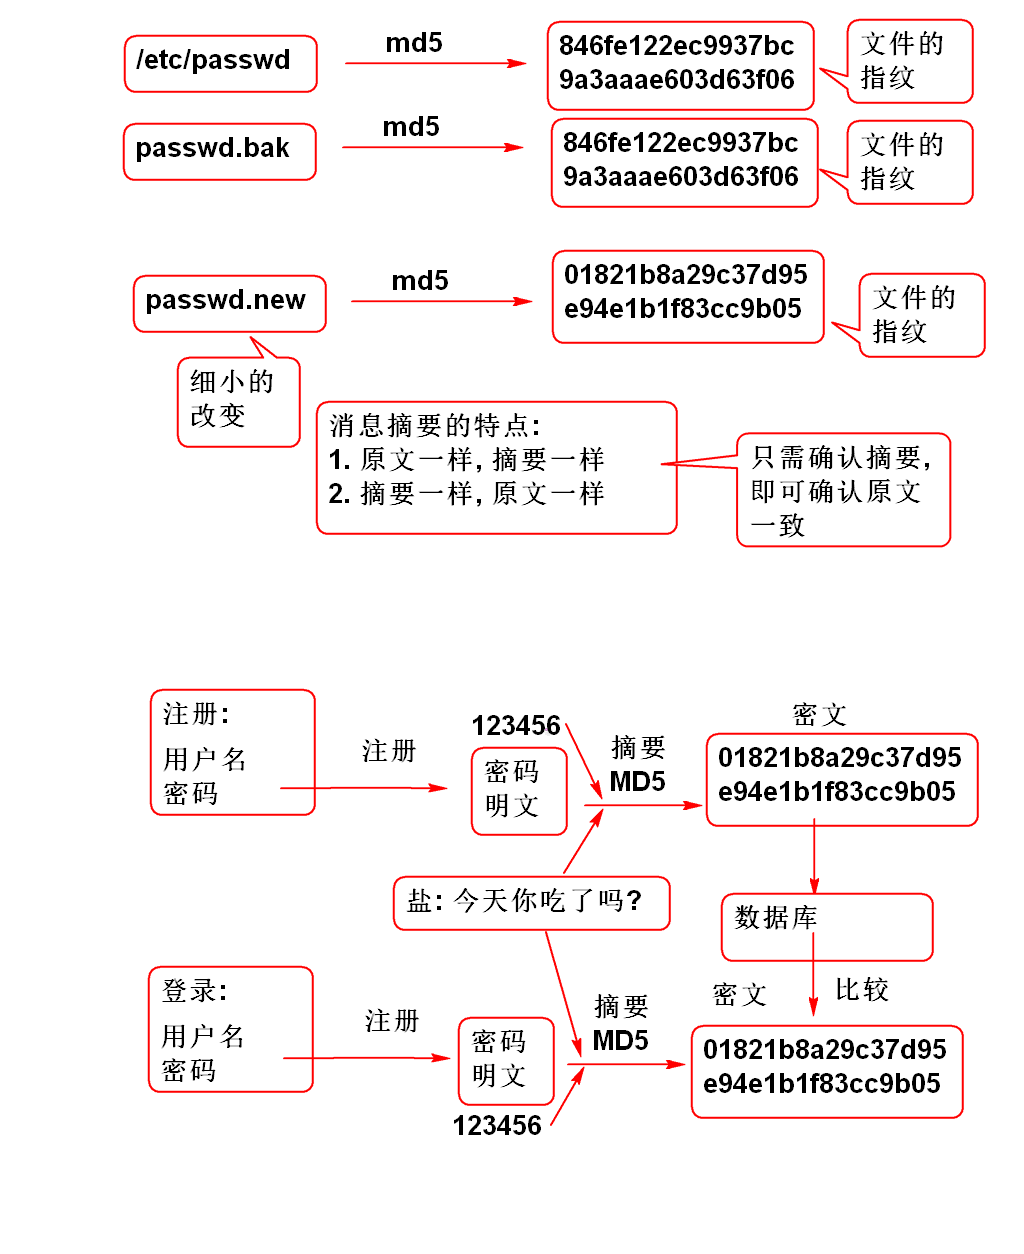 /etc/passwd
md5
846fe122ec9937bc
9a3aaae603d63f06
文件的
指纹
passwd.bak
md5
846fe122ec9937bc
9a3aaae603d63f06
文件的
指纹
passwd.new
md5
01821b8a29c37d95
e94e1b1f83cc9b05
文件的
指纹
细小的
改变
消息摘要的特点:
1. 原文一样, 摘要一样
2. 摘要一样, 原文一样
只需确认摘要,
即可确认原文
一致
注册:
用户名
密码
注册
123456
密码
明文
摘要
MD5
密文
01821b8a29c37d95
e94e1b1f83cc9b05
盐: 今天你吃了吗?
数据库
登录:
用户名
密码
注册
密码
明文
123456
摘要
MD5
密文
比较
01821b8a29c37d95
e94e1b1f83cc9b05